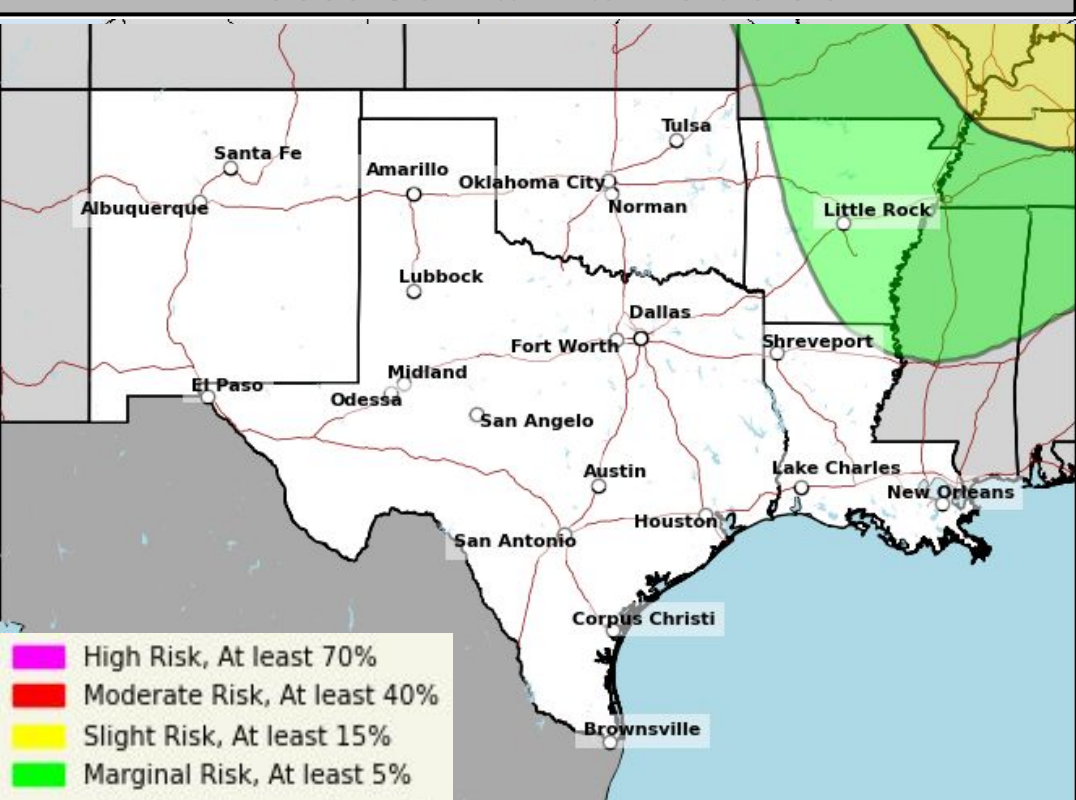 Tulsa
Santa Fe
Amarillo
Oklahoma City
Albuquerque
Norman
Little Rock
Lubbock
Dallas
Fort Worth
Shreveport
Midland
El Paso
Odessa
San Angelo
Austin
Lake Charles
New Orleans
Houston
San Antonio
Corpus Christi
High Risk, At least 70%
Moderate Risk, At least 40%
Slight Risk, At least 15%
Marginal Risk, At least 5%
Brownsville